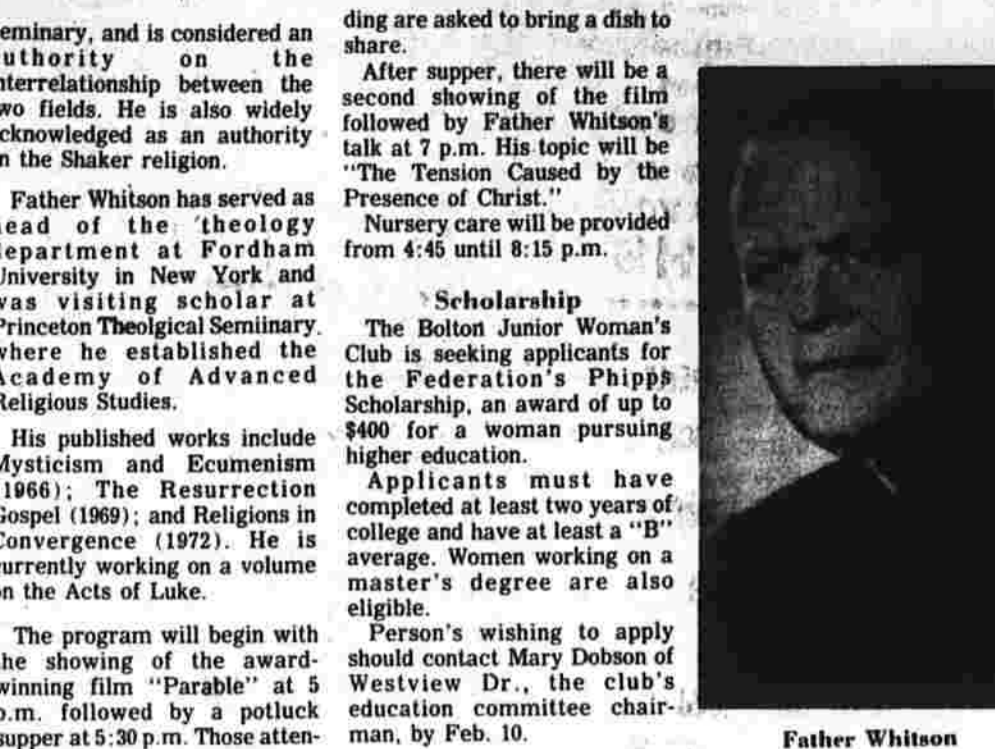 eminary, and is considered an
uthority on the
nterrelationship between the
wo fields. He is also widely
cknowledged as an authority
n the Shaker religion.
Father Whitson has served as
ead of the theology
epartment at Fordham
University in New York and
was visiting scholar at
Princeton Theolgical Semiinary
where he established the
Academy of Advanced
Religious Studies.
His published works include
Mysticism and Ecumenism
(1966); The Resurrection
Gospel (1969); and Religions in
Convergence (1972). He is
urrently working on a volume
on the Acts of Luke.
The program will begin with
the showing of the award-
winning film "Parable" at 5
p.m. followed by a potluck
supper at 5:30 p.m. Those atten-
ding are asked to bring a dish to
share.
After supper, there will be a
second showing of the film
followed by Father Whitson's
talk at 7 p.m. His topic will be
"The Tension Caused by the
Presence of Christ."
Nursery care will be provided
from 4:45 until 8:15 p.m.
Scholarship
The Bolton Junior Woman's
Club is seeking applicants for
the Federation's Phipps
Scholarship, an award of up to
$400 for a woman pursuing
higher education.
Applicants must have
completed at least two years of
college and have at least a "B"
average. Women working on a
master's degree are also
eligible.
Person's wishing to apply
should contact Mary Dobson of
Westview Dr., the club's
education committee chair-
man, by Feb. 10.
Father Whitson